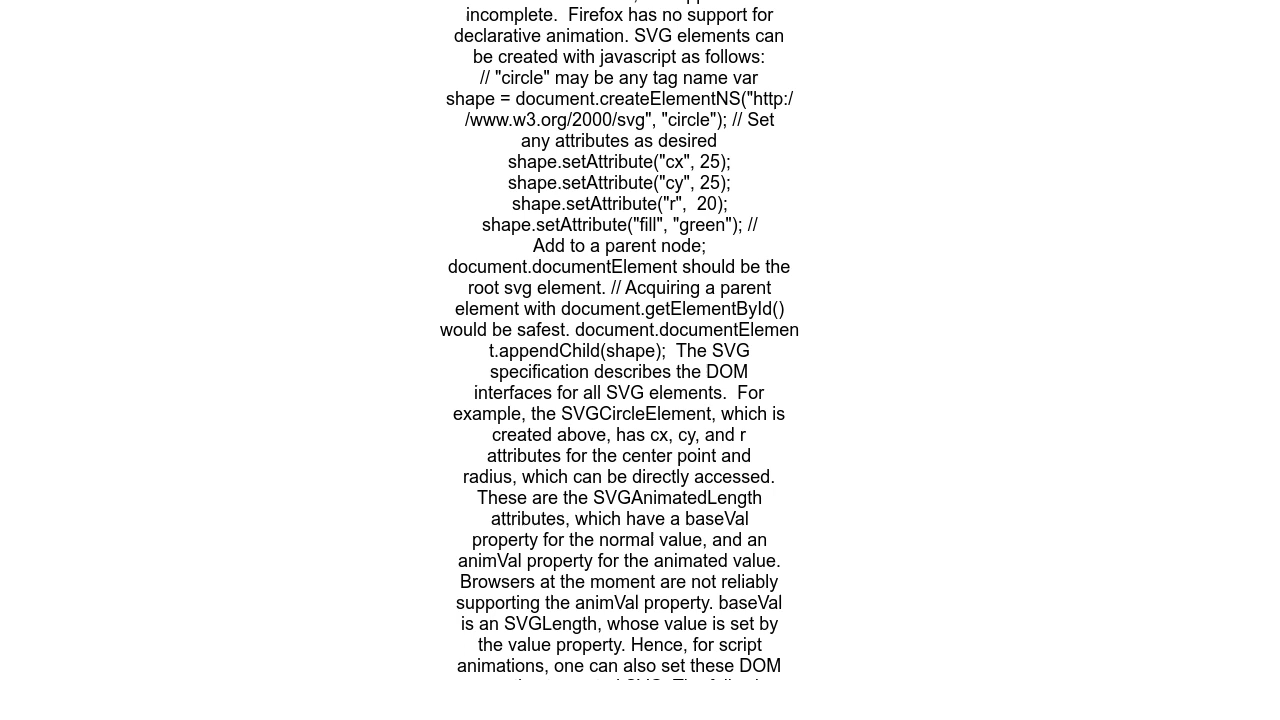 incomplete.  Firefox has no support for
declarative animation. SVG elements can
be created with javascript as follows:
// "circle" may be any tag name var
shape = document.createElementNS("http:/
/www.w3.org/2000/svg", "circle"); // Set
any attributes as desired
shape.setAttribute("cx", 25);
shape.setAttribute("cy", 25);
shape.setAttribute("r",  20);
shape.setAttribute("fill", "green"); //
Add to a parent node;
document.documentElement should be the
root svg element. // Acquiring a parent
element with document.getElementById()
would be safest. document.documentElemen
t.appendChild(shape);  The SVG
specification describes the DOM
interfaces for all SVG elements.  For
example, the SVGCircleElement, which is
created above, has cx, cy, and r
attributes for the center point and
radius, which can be directly accessed.
These are the SVGAnimatedLength
attributes, which have a baseVal
property for the normal value, and an
animVal property for the animated value.
Browsers at the moment are not reliably
supporting the animVal property. baseVal
is an SVGLength, whose value is set by
the value property. Hence, for script
animations, one can also set these DOM